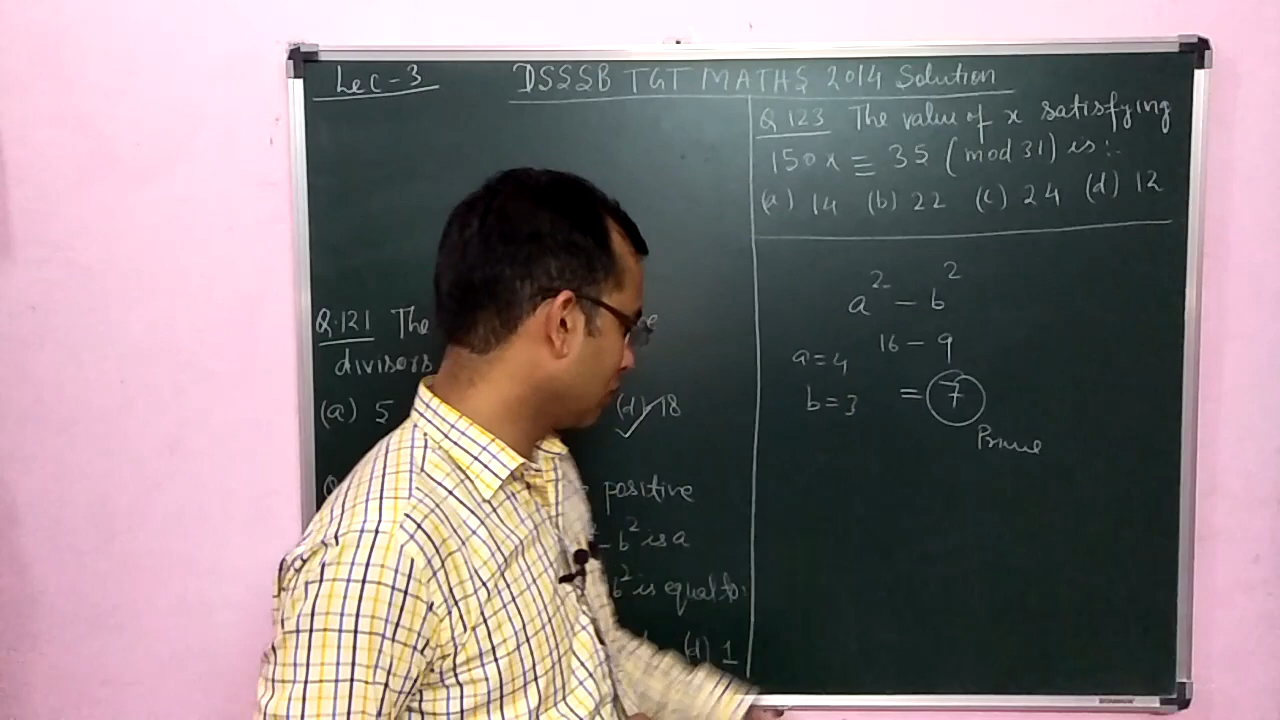 Lec-3
DSSSB TGT MATHS 2014 Solution
Q.121 The
divisors
(a) 5 (d) 18
positive
- b² is a
b² is equal to:
(d) 1
Q.123 The value of x satisfying
150x ≡ 35 (mod 31) is:-
(a) 14 (b) 22 (c) 24 (d) 12
a² - b²
16 - 9
a=4
b=3 = 7
Prime